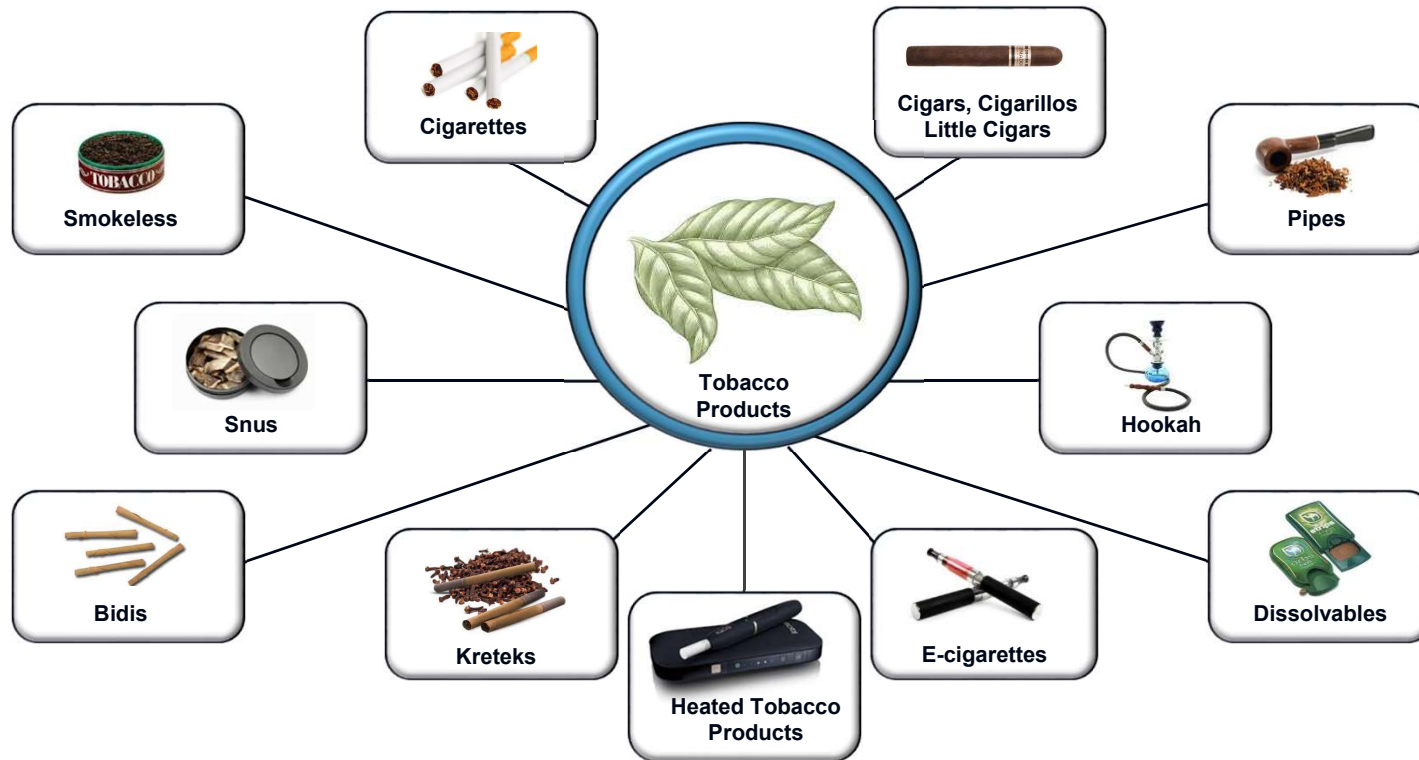 Cigarettes
Cigars, Cigarillos
Little Cigars
TOBACCO
Smokeless
Pipes
Snus
Tobacco
Products
Hookah
Bidis
Kreteks
Heated Tobacco
Products
E-cigarettes
Dissolvables